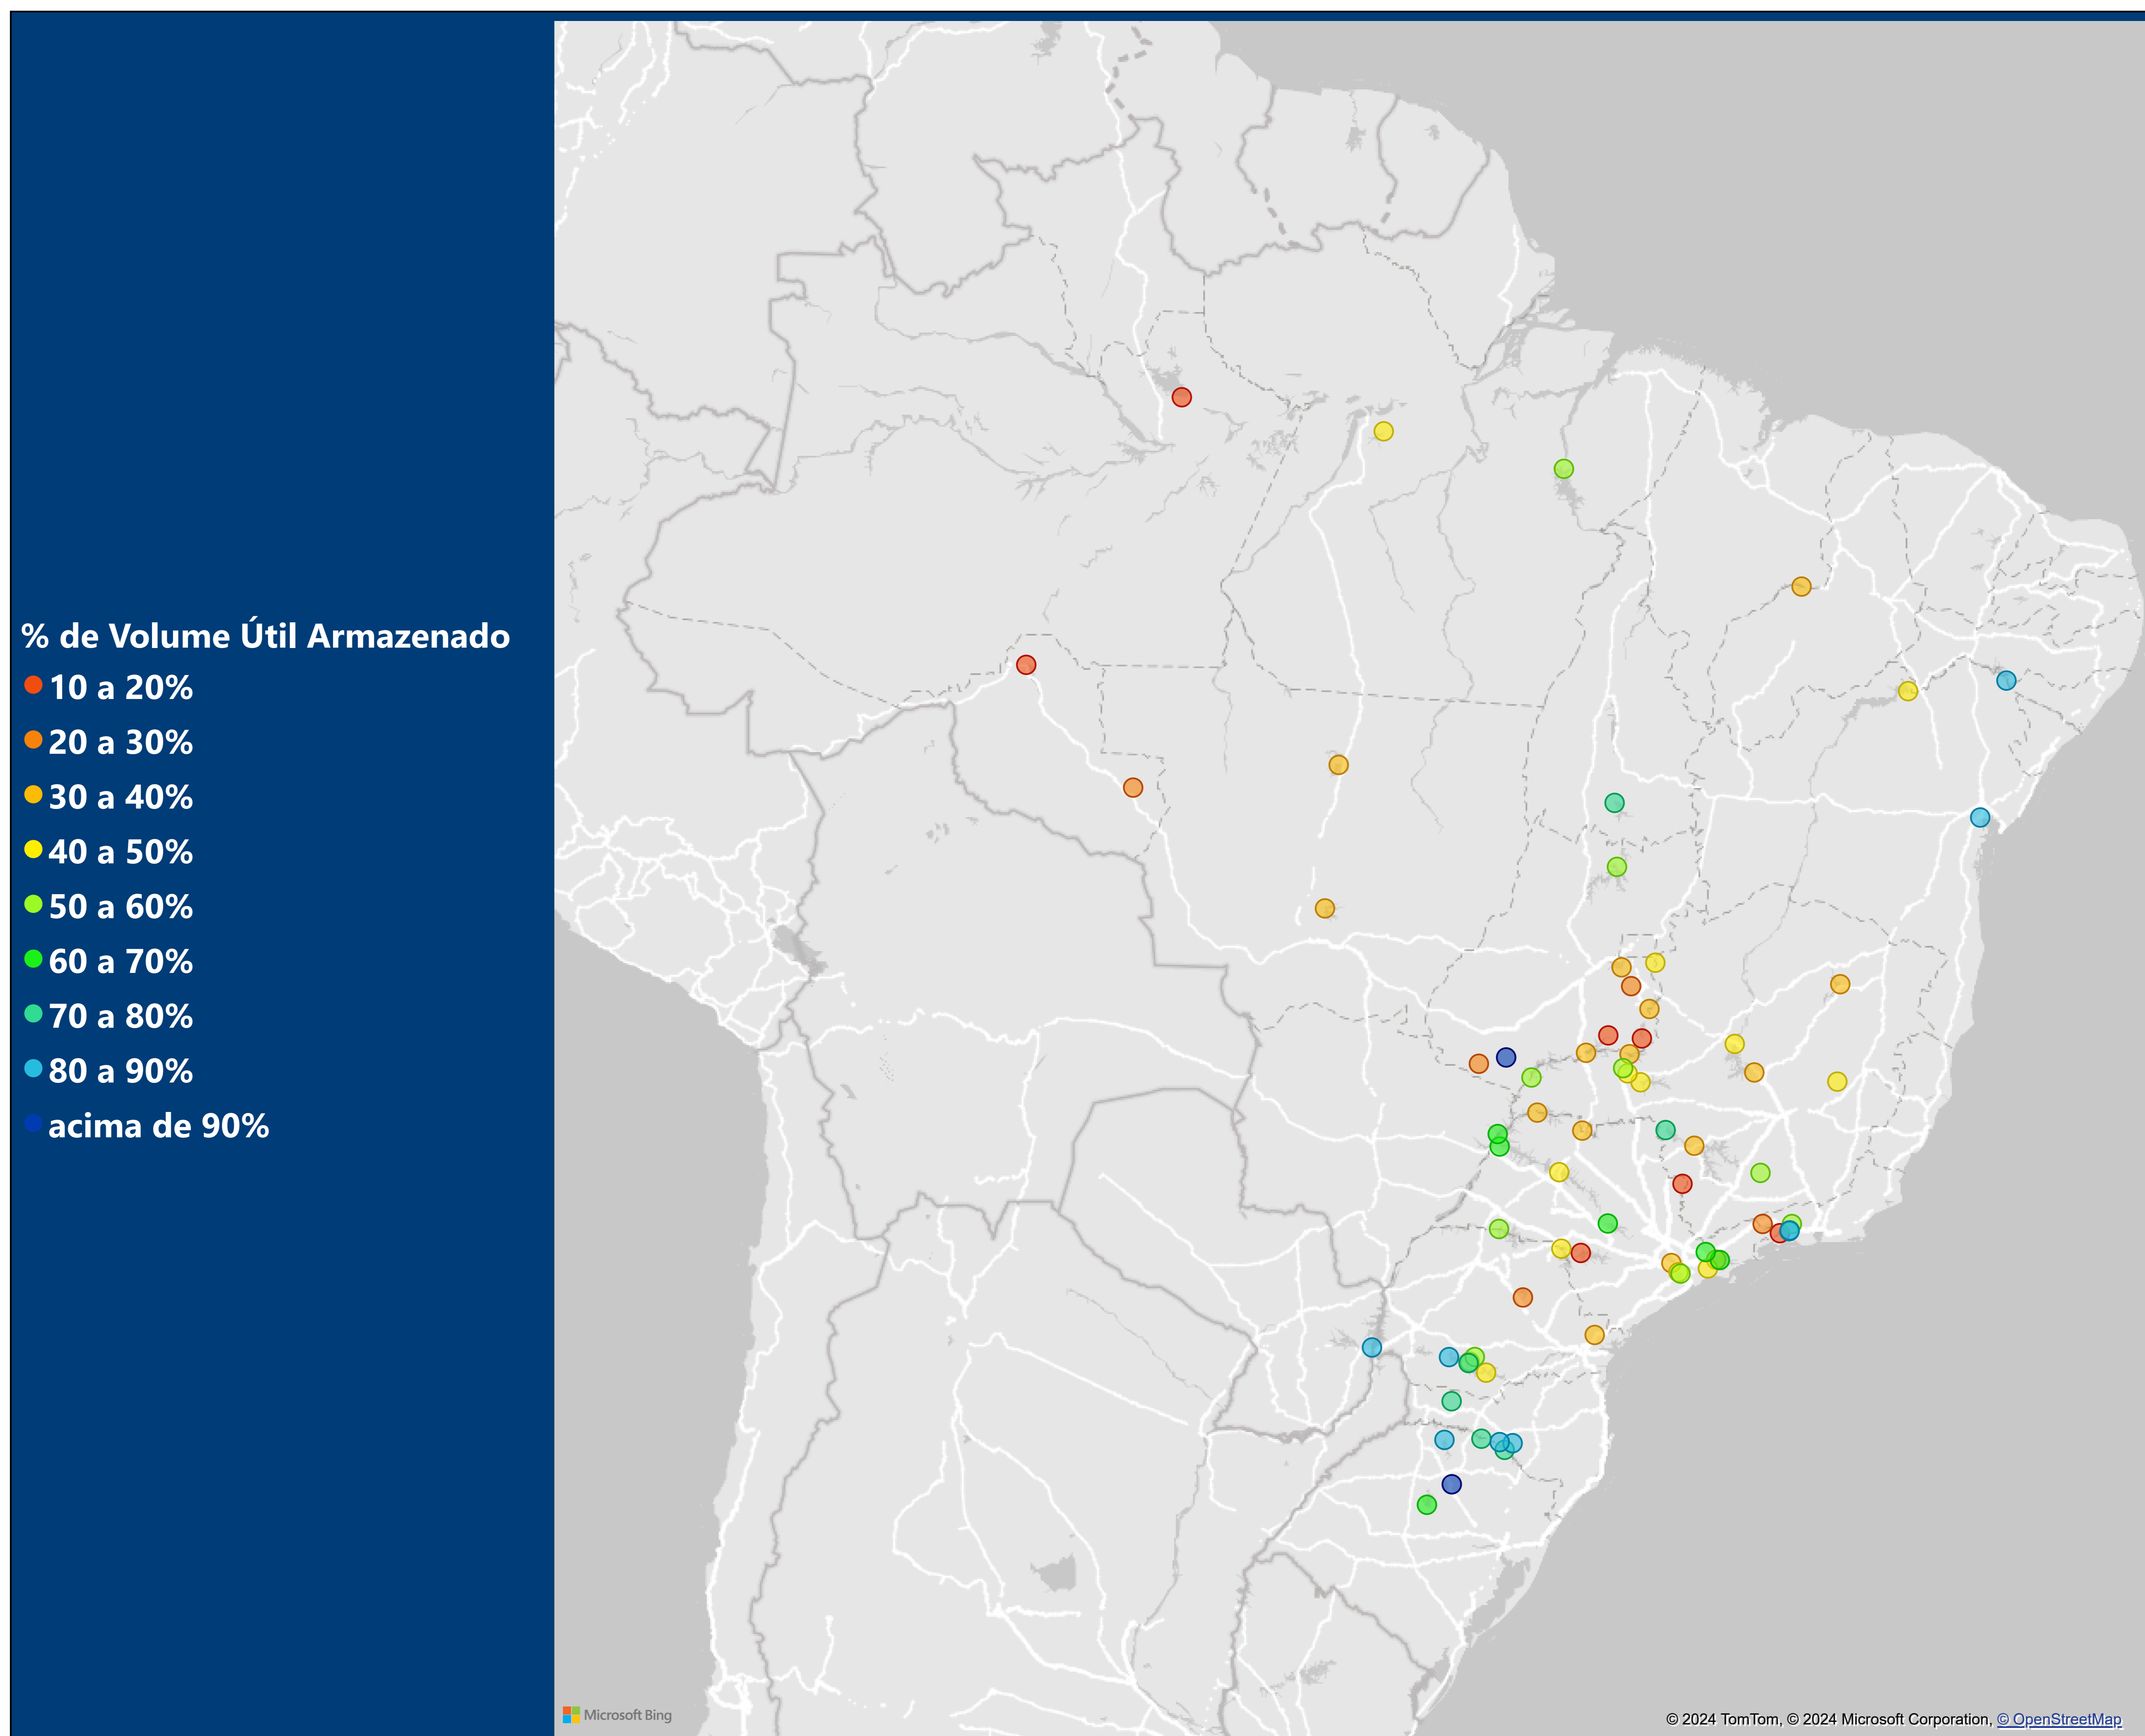 % de Volume Útil Armazenado
10 a 20%
20 a 30%
30 a 40%
40 a 50%
50 a 60%
60 a 70%
70 a 80%
80 a 90%
acima de 90%
Microsoft Bing
© 2024 TomTom, © 2024 Microsoft Corporation, © OpenStreetMap